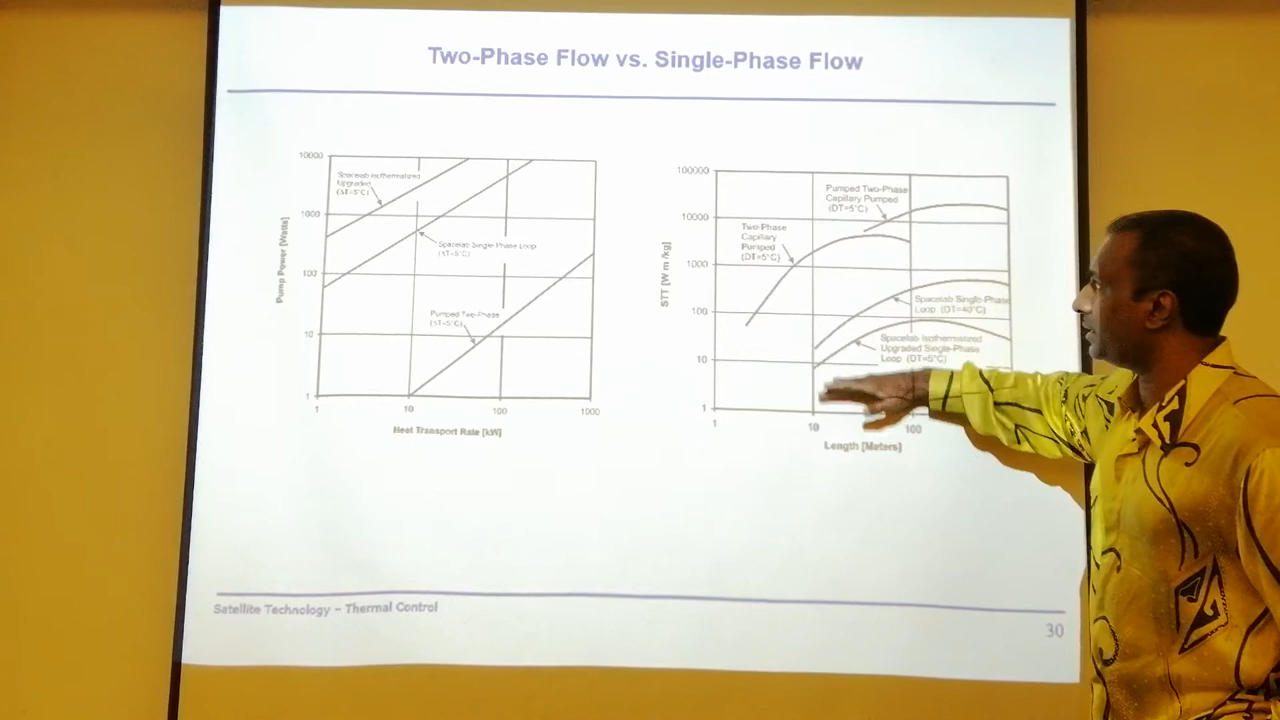 Two-Phase Flow vs. Single-Phase Flow
10000
1000
100
10
1
Pump Power [Watts]
Spacelab Isothermalized
Upgraded
(ΔT=5°C)
Spacelab Single-Phase Loop
(ΔT=5°C)
Pumped Two-Phase
(ΔT=5°C)
1
10
100
1000
Heat Transport Rate [kW]
100000
10000
1000
100
10
1
STT [W m /kg]
Pumped Two-Phase
Capillary Pumped
(DT=5°C)
Two-Phase
Capillary
Pumped
(DT=5°C)
Spacelab Single-Phase
Loop (DT=40°C)
Spacelab Isothermalized
Upgraded Single-Phase
Loop (DT=5°C)
1
10
100
Length [Meters]
Satellite Technology – Thermal Control
30